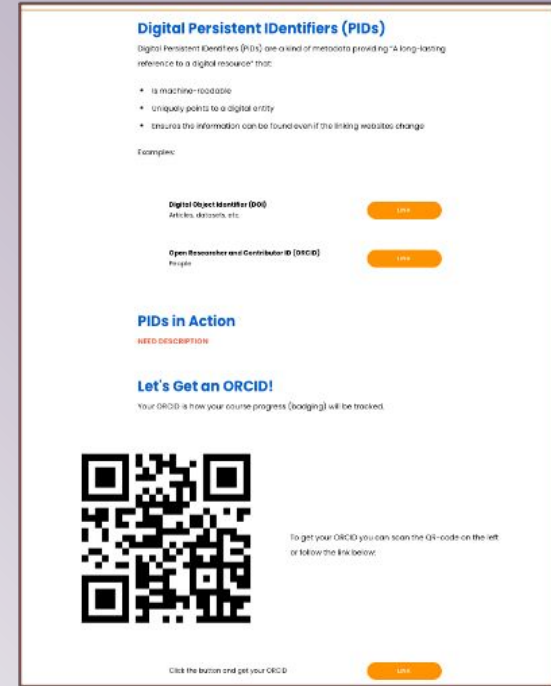 Digital Persistent IDentifiers (PIDs)
Digital Persistent IDentifiers (PIDs) are a kind of metadata providing "A long-lasting
reference to a digital resource" that:
• Is machine-readable
• Uniquely points to a digital entity
• Ensures the information can be found even if the linking websites change
Examples:
Digital Object Identifier (DOI)
Articles, datasets, etc.
LINK
Open Researcher and Contributor ID (ORCID)
People
LINK
PIDs in Action
NEED DESCRIPTION
Let's Get an ORCID!
Your ORCID is how your course progress (badging) will be tracked.
To get your ORCID you can scan the QR-code on the left
or follow the link below:
Click the button and get your ORCID
LINK